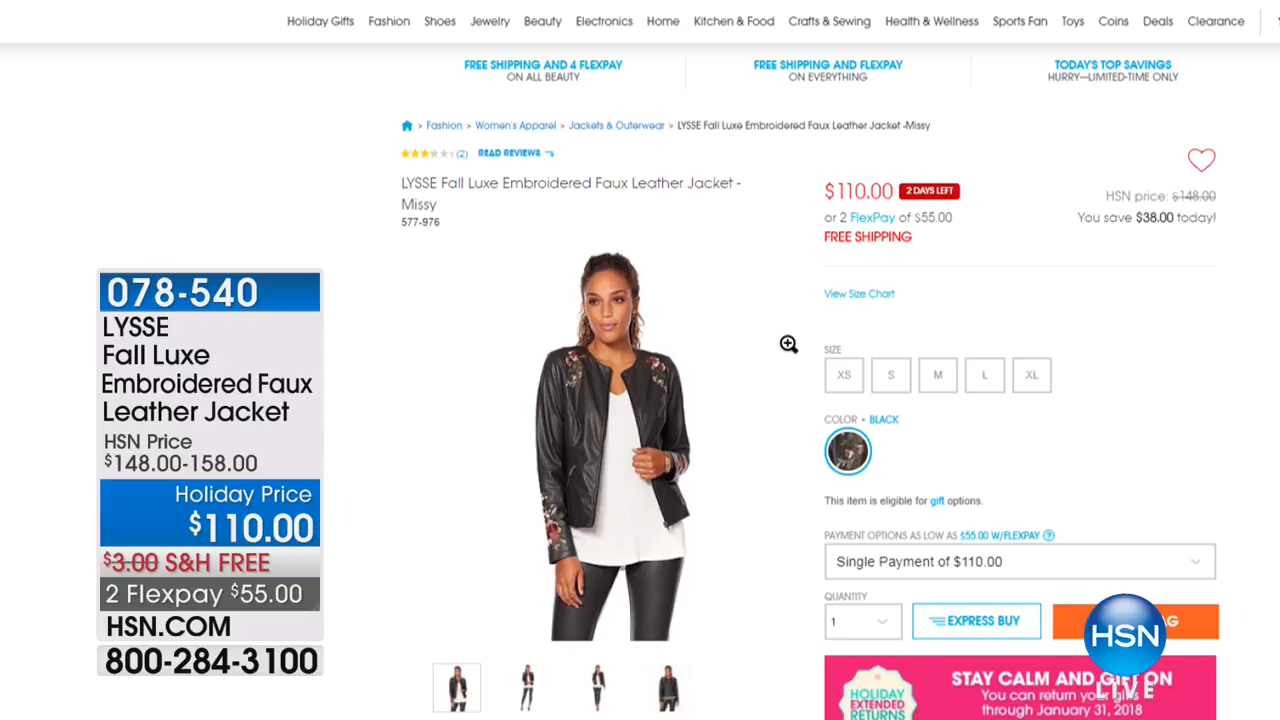 Holiday Gifts Fashion Shoes Jewelry Beauty Electronics Home Kitchen & Food Crafts & Sewing Health & Wellness Sports Fan Toys Coins Deals Clearance
FREE SHIPPING AND 4 FLEXPAY
ON ALL BEAUTY
FREE SHIPPING AND FLEXPAY
ON EVERYTHING
TODAY'S TOP SAVINGS
HURRY—LIMITED-TIME ONLY
> Fashion > Women's Apparel > Jackets & Outerwear > LYSSE Fall Luxe Embroidered Faux Leather Jacket -Missy
(2) READ REVIEWS
LYSSE Fall Luxe Embroidered Faux Leather Jacket -
Missy
577-976
$110.00 2 DAYS LEFT
HSN price: $148.00
or 2 FlexPay of $55.00
You save $38.00 today!
FREE SHIPPING
View Size Chart
SIZE
XS S M L XL
COLOR • BLACK
This item is eligible for gift options.
PAYMENT OPTIONS AS LOW AS $55.00 W/FLEXPAY ?
Single Payment of $110.00
QUANTITY
1
EXPRESS BUY
AG
STAY CALM AND GIFT ON
You can return your gifts
through January 31, 2018
HOLIDAY
EXTENDED
RETURNS
HSN
LIVE
078-540
LYSSE
Fall Luxe
Embroidered Faux
Leather Jacket
HSN Price
$148.00-158.00
Holiday Price
$110.00
$3.00 S&H FREE
2 Flexpay $55.00
HSN.COM
800-284-3100